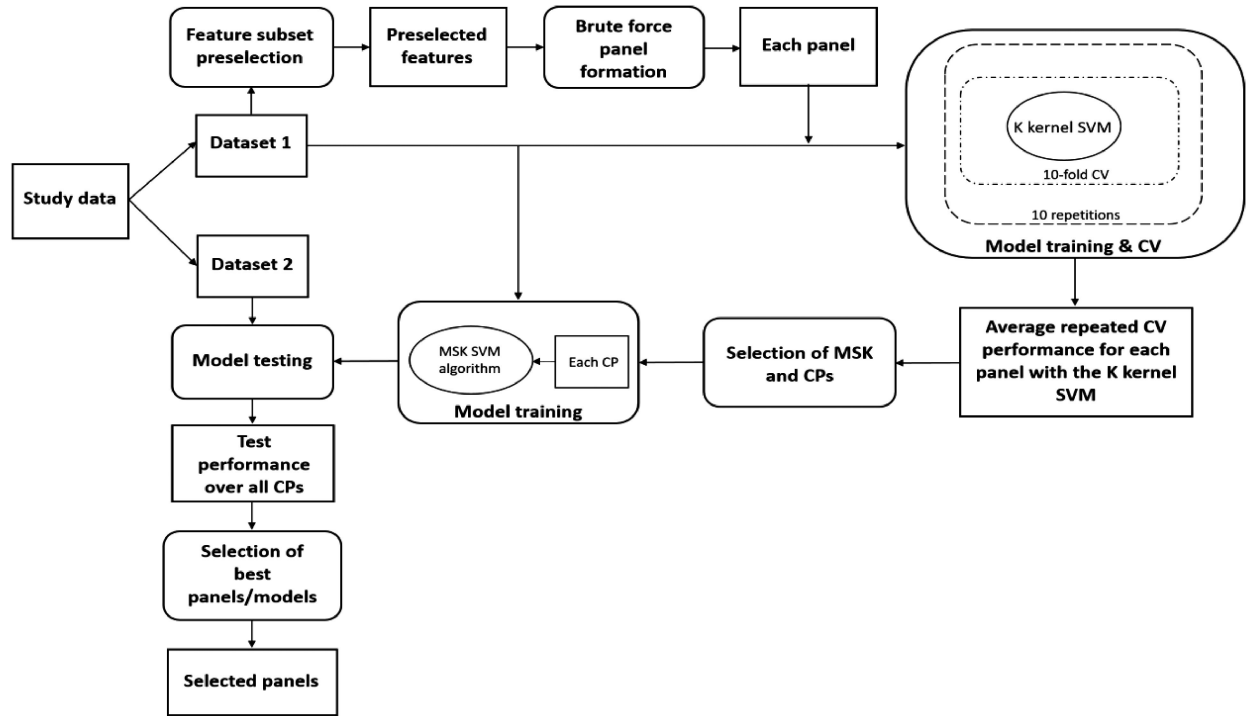 Feature subset
preselection
Preselected
features
Brute force
panel
formation
Each panel
K kernel SVM
10-fold CV
10 repetitions
Model training & CV
Dataset 1
Study data
Dataset 2
Model testing
MSK SVM
algorithm
Each CP
Model training
Selection of MSK
and CPs
Average repeated CV
performance for each
panel with the K kernel
SVM
Test
performance
over all CPs
Selection of
best
panels/models
Selected panels